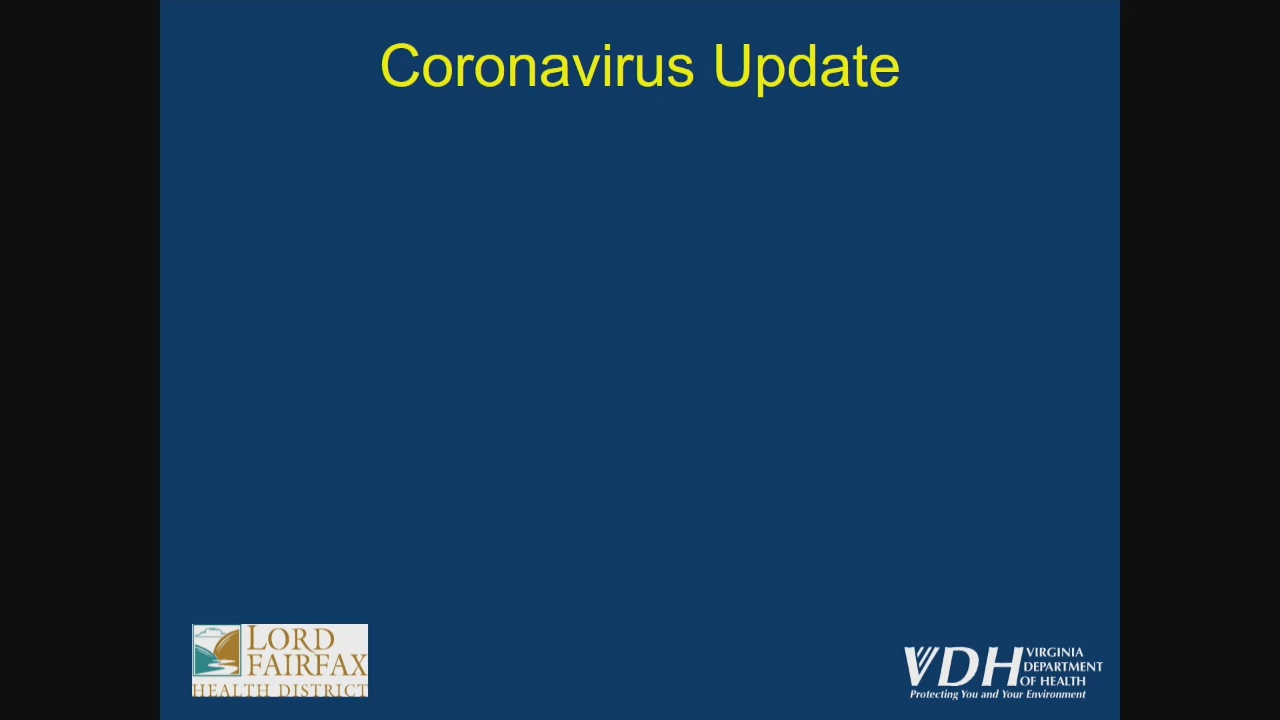 Coronavirus Update
LORD
FAIRFAX
HEALTH DISTRICT
VDH VIRGINIA
DEPARTMENT
OF HEALTH
Protecting You and Your Environment